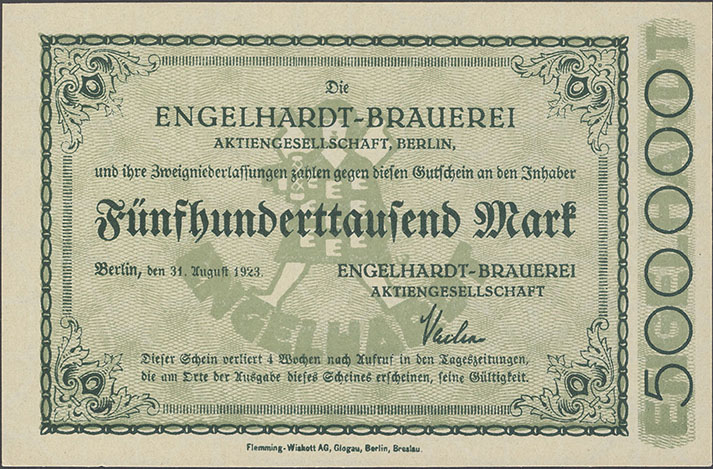 Die
ENGELHARDT-BRAUEREI
AKTIENGESELLSCHAFT, BERLIN,
und ihre Zweigniederlassungen zahlen gegen diesen Gutschein an den Inhaber
Fünfhunderttausend Mark
Berlin, den 31. August 1923.
ENGELHARDT-BRAUEREI
AKTIENGESELLSCHAFT
Dieser Schein verliert 4 Wochen nach Aufruf in den Tageszeitungen,
die am Orte der Ausgabe dieses Scheines erscheinen, seine Gültigkeit.
ENGELHARDT
500000
ENGELHARDT
Flemming-Wiskott AG, Glogau, Berlin, Breslau.